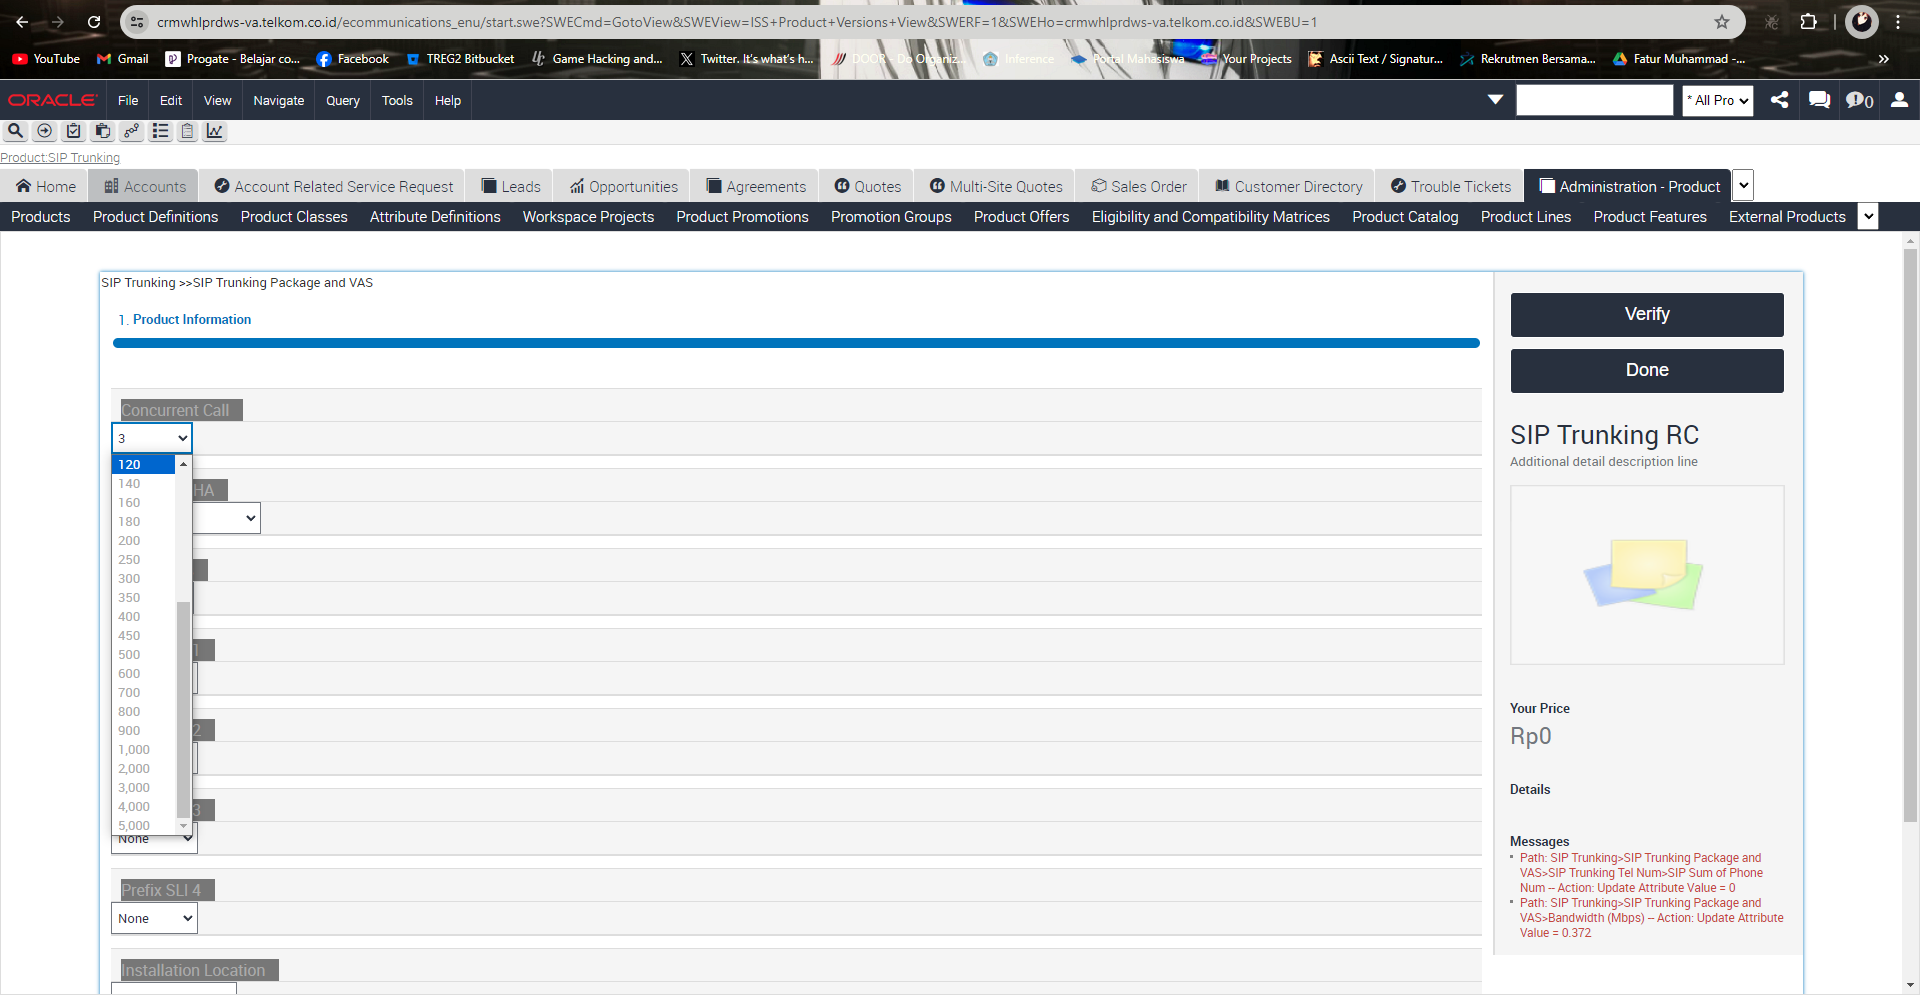 crmwhlprdws-va.telkom.co.id/ecommunications_enu/start.swe?SWECmd=GotoView&SWEView=ISS+Product+Versions+View&SWERF=1&SWEHo=crmwhlprdws-va.telkom.co.id&SWEBU=1
YouTube Gmail Progate - Belajar co... Facebook TREG2 Bitbucket Game Hacking and... Twitter. It's what's h... DOOR - Do Organiz... Inference Portal Mahasiswa Your Projects Ascii Text / Signatur... Rekrutmen Bersama... Fatur Muhammad -...
ORACLE File Edit View Navigate Query Tools Help * All Pro 0
Product:SIP Trunking
Home Accounts Account Related Service Request Leads Opportunities Agreements Quotes Multi-Site Quotes Sales Order Customer Directory Trouble Tickets Administration - Product
Products Product Definitions Product Classes Attribute Definitions Workspace Projects Product Promotions Promotion Groups Product Offers Eligibility and Compatibility Matrices Product Catalog Product Lines Product Features External Products
SIP Trunking >>SIP Trunking Package and VAS
1. Product Information
Concurrent Call
3
120
140
HA
160
180
200
250
300
350
400
450
500
1
600
700
800
900
2
1,000
2,000
3,000
4,000
3
5,000
None
Prefix SLI 4
None
Installation Location
Verify
Done
SIP Trunking RC
Additional detail description line
Your Price
Rp0
Details
Messages
Path: SIP Trunking>SIP Trunking Package and
VAS>SIP Trunking Tel Num>SIP Sum of Phone
Num -- Action: Update Attribute Value = 0
Path: SIP Trunking>SIP Trunking Package and
VAS>Bandwidth (Mbps) -- Action: Update Attribute
Value = 0.372